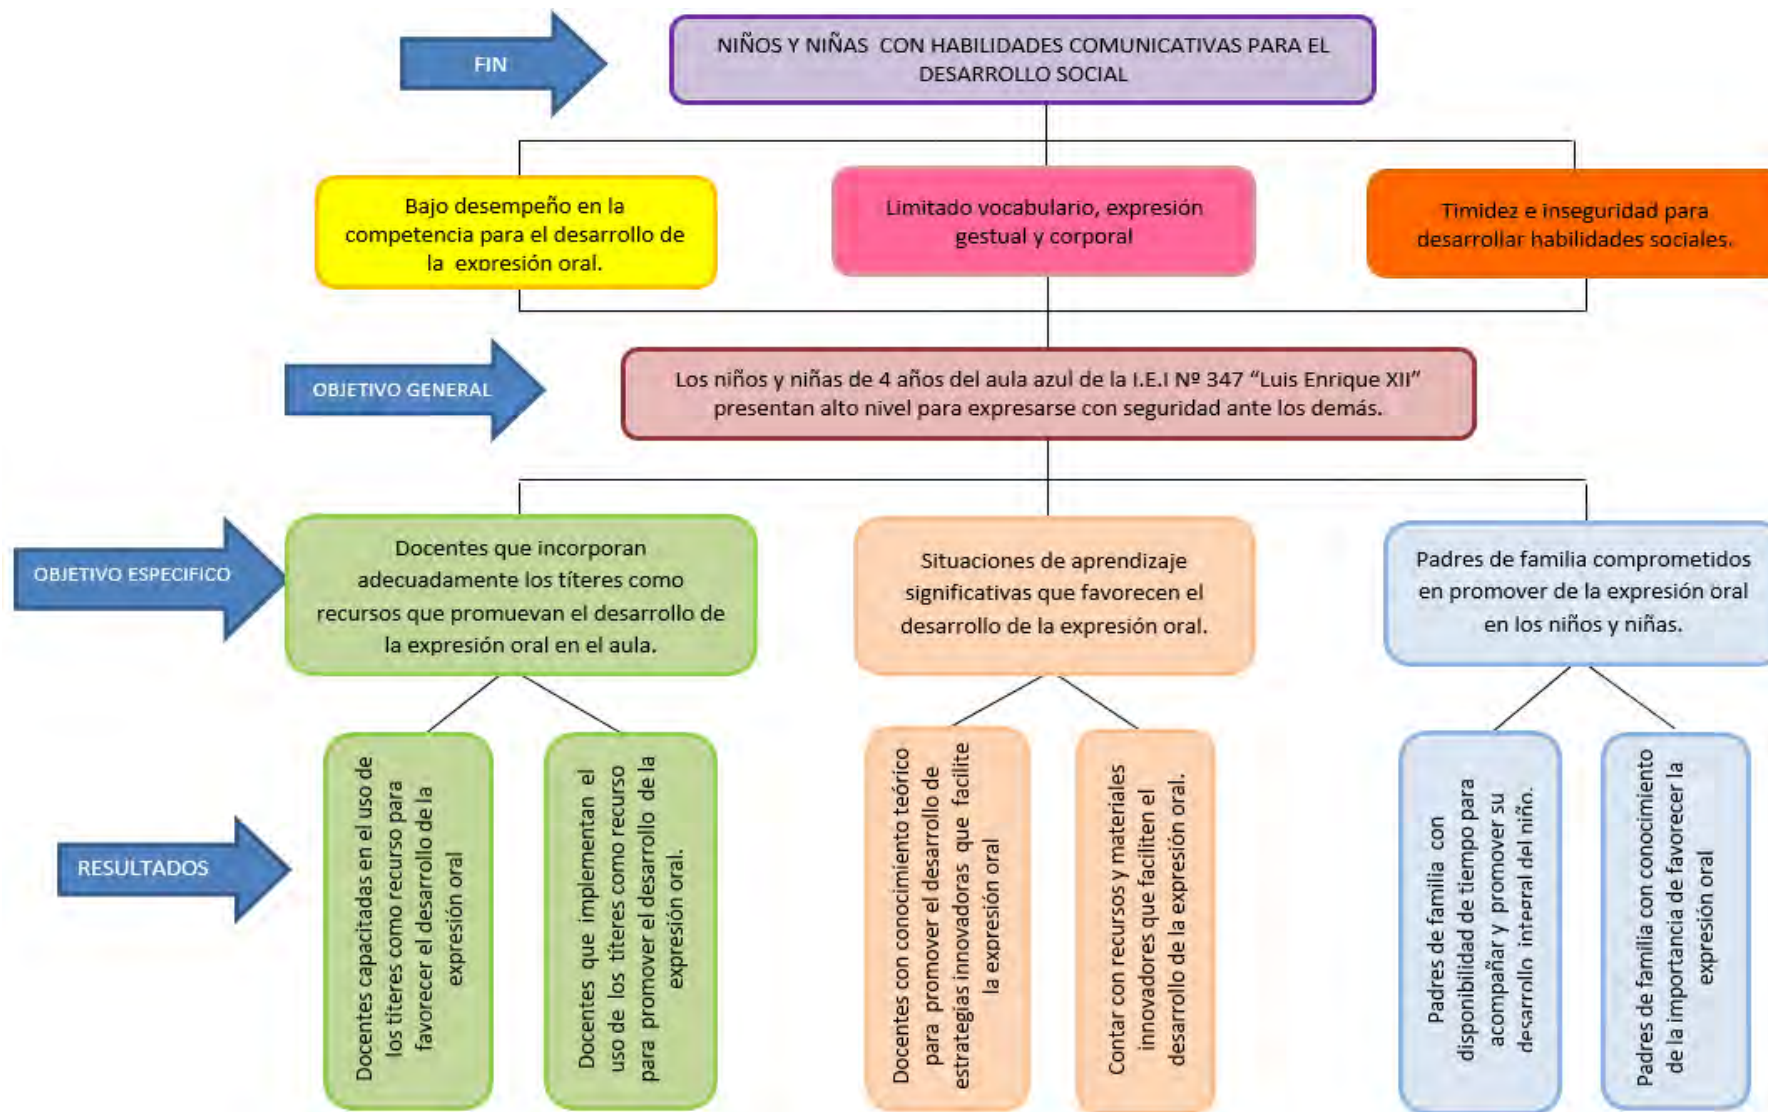 FIN
NIÑOS Y NIÑAS CON HABILIDADES COMUNICATIVAS PARA EL
DESARROLLO SOCIAL
Bajo desempeño en la
competencia para el desarrollo de
la expresión oral.
Limitado vocabulario, expresión
gestual y corporal
Timidez e inseguridad para
desarrollar habilidades sociales.
OBJETIVO GENERAL
Los niños y niñas de 4 años del aula azul de la I.E.I Nº 347 “Luis Enrique XII”
presentan alto nivel para expresarse con seguridad ante los demás.
OBJETIVO ESPECIFICO
Docentes que incorporan
adecuadamente los títeres como
recursos que promuevan el desarrollo de
la expresión oral en el aula.
Situaciones de aprendizaje
significativas que favorecen el
desarrollo de la expresión oral.
Padres de familia comprometidos
en promover de la expresión oral
en los niños y niñas.
RESULTADOS
Docentes capacitadas en el uso de
los títeres como recurso para
favorecer el desarrollo de la
expresión oral
Docentes que implementan el
uso de los títeres como recurso
para promover el desarrollo de la
expresión oral.
Docentes con conocimiento teórico
para promover el desarrollo de
estrategias innovadoras que facilite
la expresión oral
Contar con recursos y materiales
innovadores que faciliten el
desarrollo de la expresión oral.
Padres de familia con
disponibilidad de tiempo para
acompañar y promover su
desarrollo integral del niño.
Padres de familia con conocimiento
de la importancia de favorecer la
expresión oral